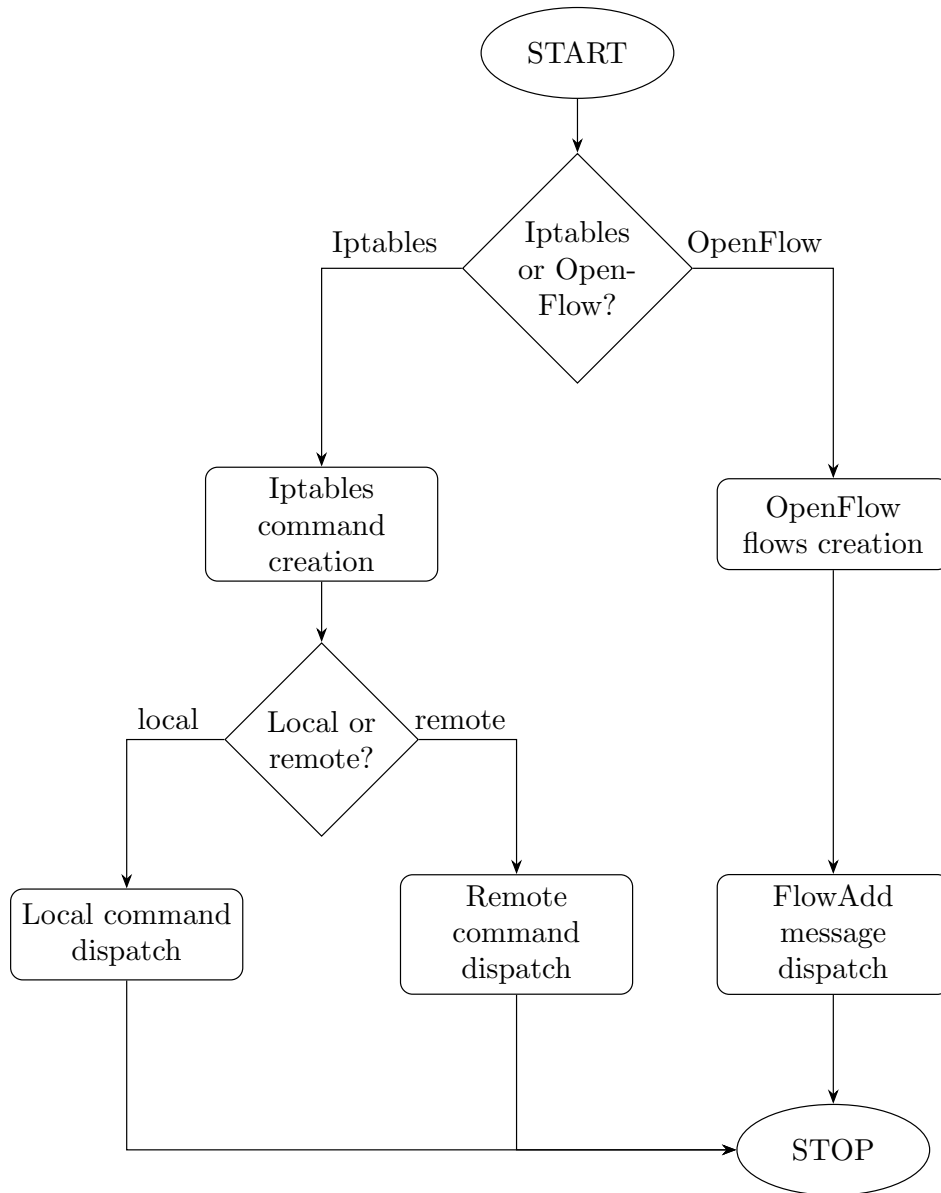 START
Iptables
Iptables
or Open-
Flow?
OpenFlow
Iptables
command
creation
OpenFlow
flows creation
local
Local or
remote?
remote
Local command
dispatch
Remote
command
dispatch
FlowAdd
message
dispatch
STOP